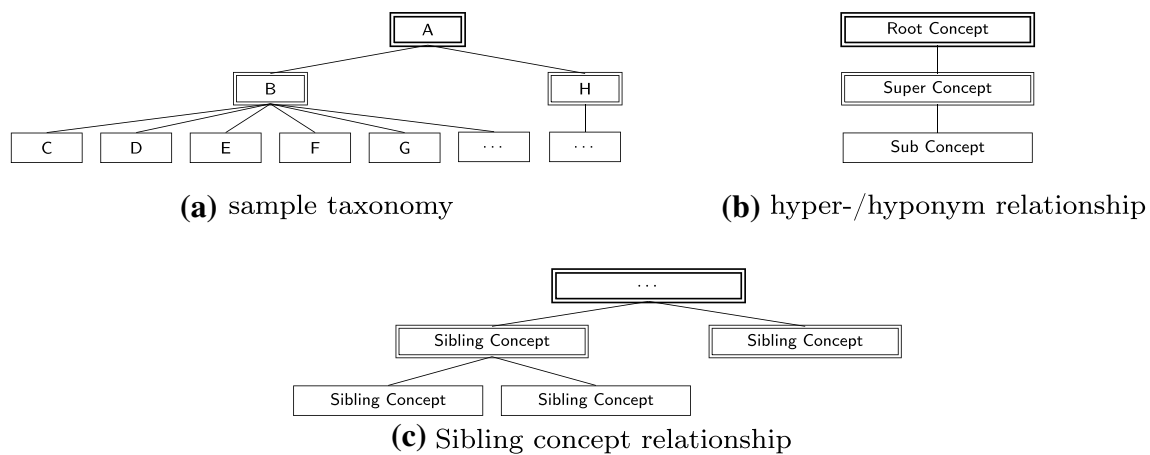 A
B H
C D E F G ... ...
(a) sample taxonomy
Root Concept
Super Concept
Sub Concept
(b) hyper-/hyponym relationship
...
Sibling Concept Sibling Concept
Sibling Concept Sibling Concept
(c) Sibling concept relationship